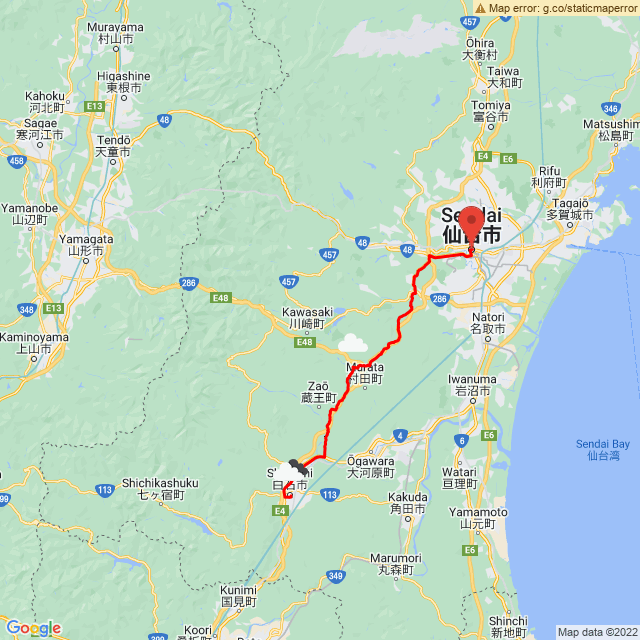 ⚠ Map error: g.co/staticmaperror
Murayama
村山市
Ōhira
大衡村
Taiwa
大和町
Higashine
東根市
Kahoku
河北町
E13
Tomiya
富谷市
346
Matsushima
松島町
48
Sagae
寒河江市
458
Tendō
天童市
E4
E6
Rifu
利府町
Tagajō
多賀城市
Yamanobe
山辺町
Sendai
仙台市
Yamagata
山形市
48
48
457
457
286
E48
286
348
E13
Kawasaki
川崎町
Natori
名取市
Kaminoyama
上山市
E48
Murata
村田町
Iwanuma
岩沼市
Zaō
蔵王町
4
E6
Sendai Bay
仙台湾
Ōgawara
大河原町
Watari
亘理町
白石市
Shichikashuku
七ヶ宿町
113
113
Kakuda
角田市
E4
Yamamoto
山元町
Marumori
丸森町
349
Kunimi
国見町
Koori
桑折町
Shinchi
新地町
399
Google
Map data ©2022